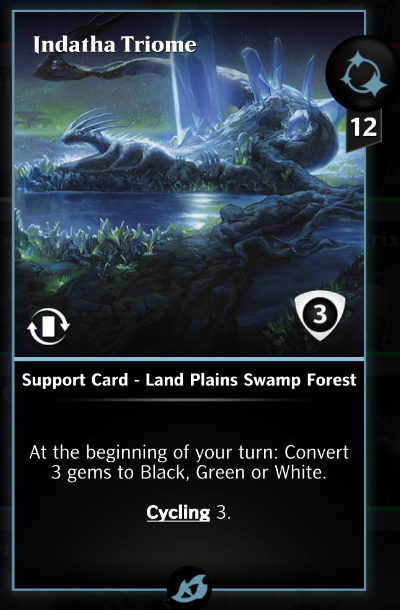 Indatha Triome
12
3
Support Card - Land Plains Swamp Forest
At the beginning of your turn: Convert
3 gems to Black, Green or White.
Cycling 3.